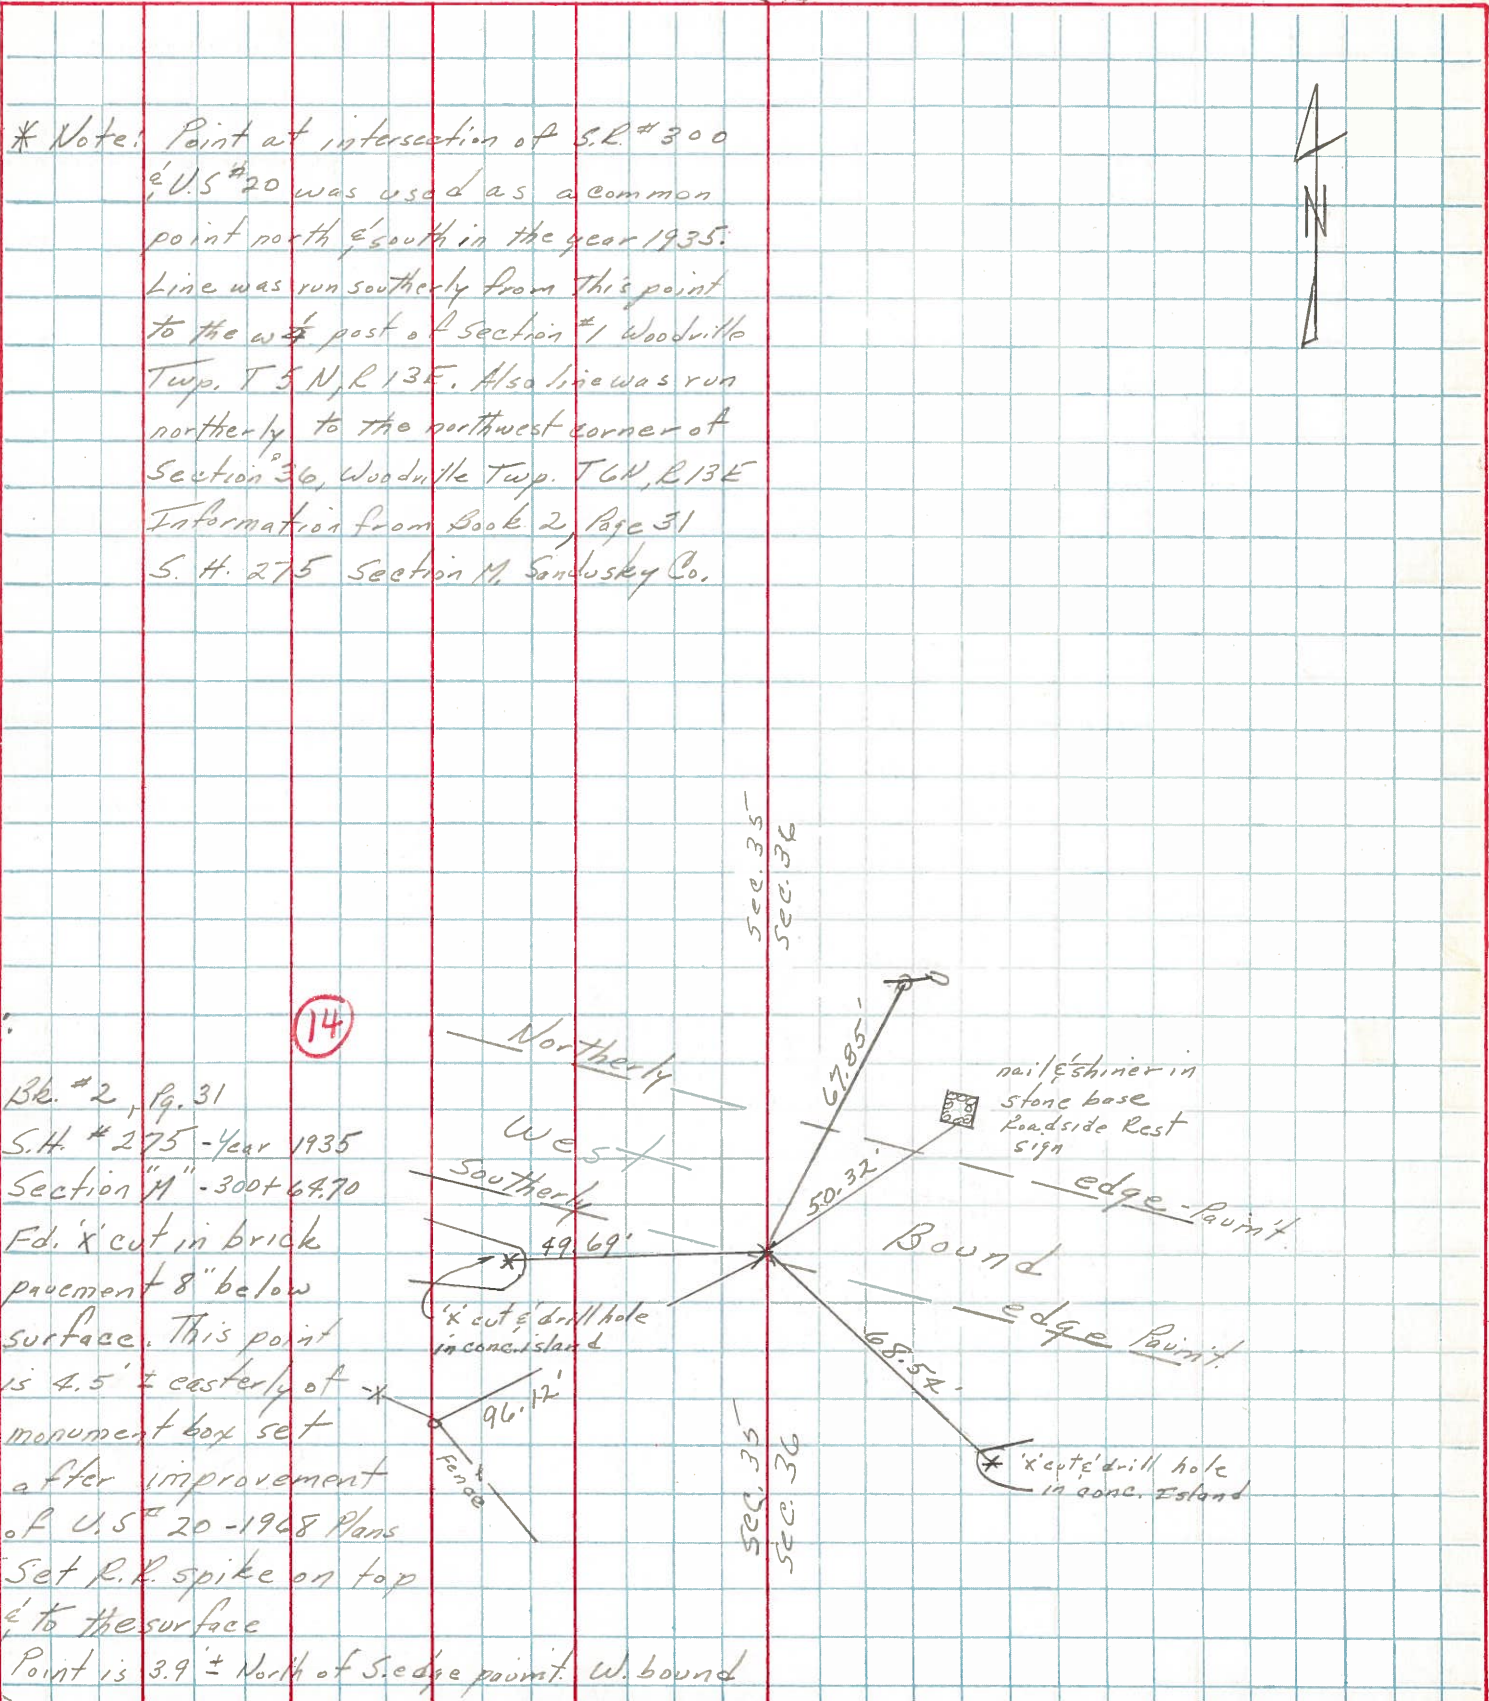 * Note: Point at intersection of S.R. #300
& U.S #20 was used as a common
point north & south in the year 1935.
Line was run southerly from this point
to the w¼ post of Section #1 Woodville
Twp. T 5 N, R 13E. Also line was run
northerly to the northwest corner of
Section 36, Woodville Twp. T6N, R13E
Information from Book 2, Page 31
S. H. 275 Section M, Sandusky Co.
N
Sec. 35
Sec. 36
14
Bk. #2, Pg. 31
S.H. #275 - Year 1935
Section "M" - 300+64.70
Fd. 'x' cut in brick
pavement 8" below
surface. This point
is 4.5' ± easterly of
monument box set
after improvement
of U.S #20 - 1968 Plans
Set R.R. spike on top
& to the surface
Point is 3.9' ± North of S. edge pavmt. W. bound
Northerly
West
Southerly
67.85'
nail & shiner in
stone base
Roadside Rest
sign
50.32'
edge - Pavm't
Bound
edge Pavm't.
49.69'
'x' cut & drill hole
in conc. island
96.12'
Fence
68.54'
'x' cut & drill hole
in conc. Island
Sec. 35
Sec. 36